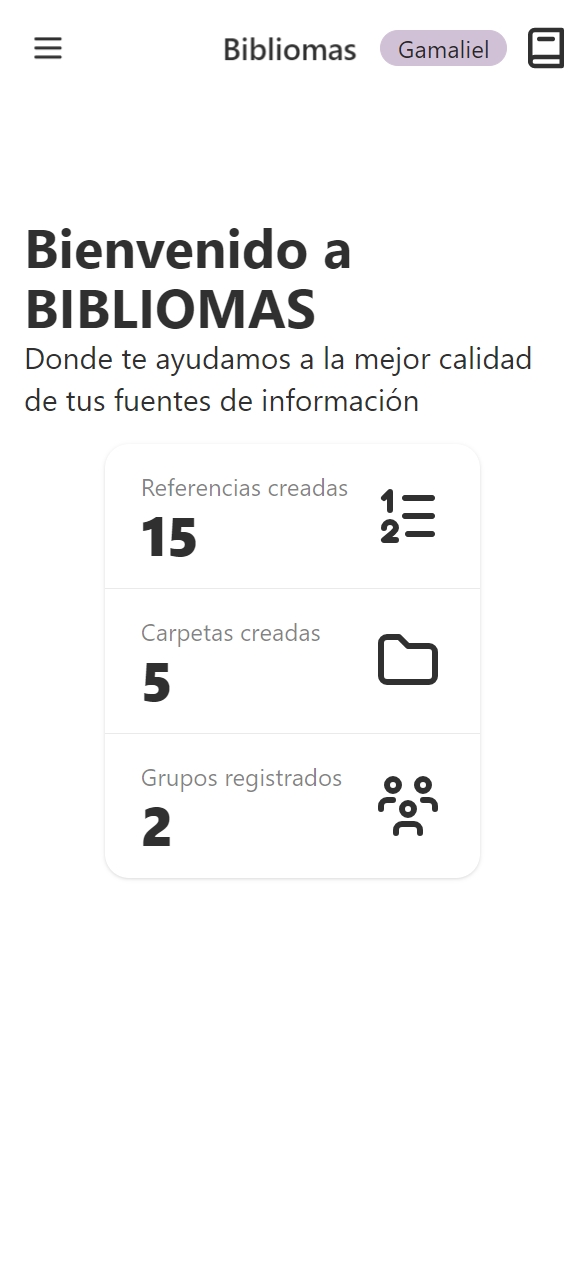 Bibliomas Gamaliel
Bienvenido a
BIBLIOMAS
Donde te ayudamos a la mejor calidad
de tus fuentes de información
Referencias creadas
15
Carpetas creadas
5
Grupos registrados
2